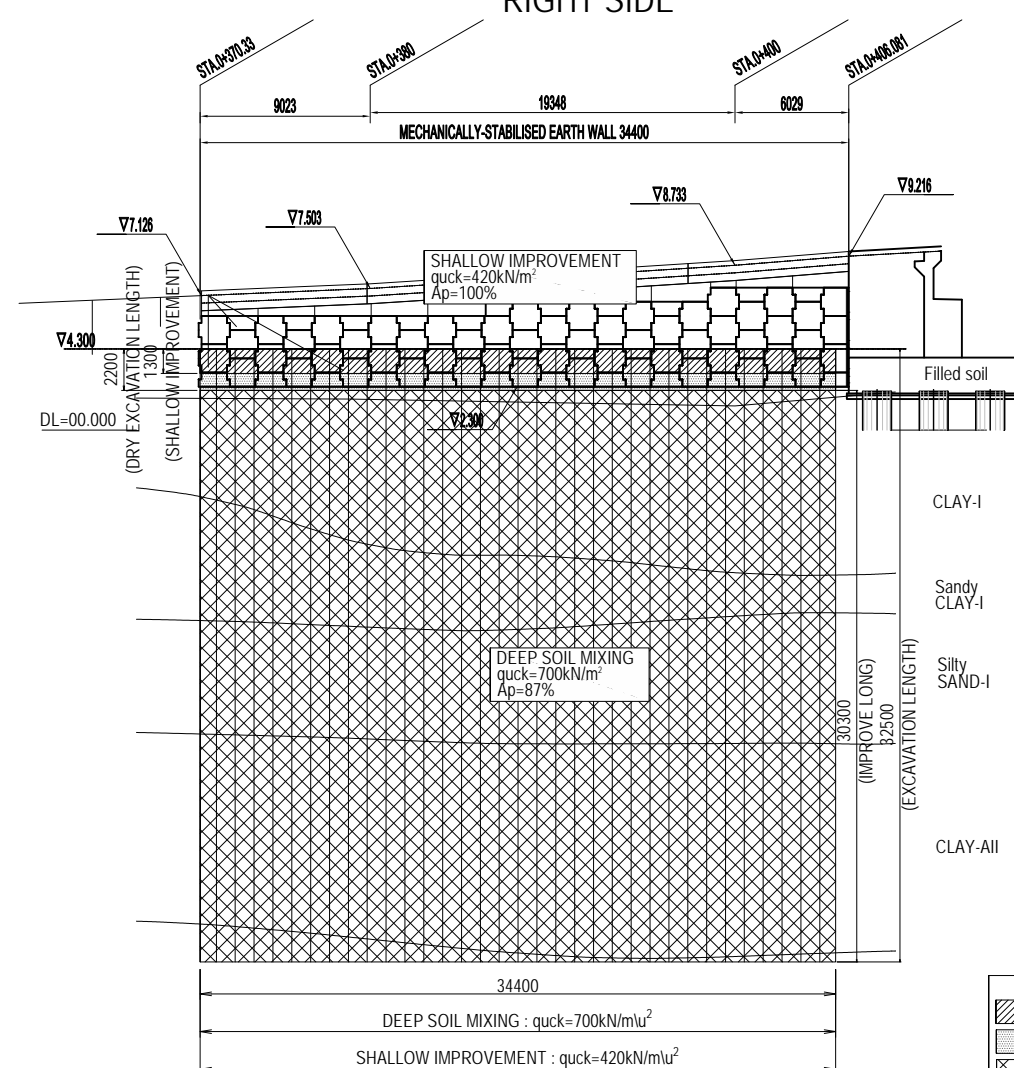 RIGHT SIDE
STA.0+370.33
STA.0+380
STA.0+400
STA.0+406.081
9023
19348
6029
MECHANICALLY-STABILISED EARTH WALL 34400
∇7.126
∇7.503
∇8.733
∇9.216
SHALLOW IMPROVEMENT
quck=420kN/m²
Ap=100%
∇4.300
2200
(DRY EXCAVATION LENGTH)
1300
(SHALLOW IMPROVEMENT)
Filled soil
DL=00.000
∇2.300
CLAY-I
Sandy
CLAY-I
DEEP SOIL MIXING
quck=700kN/m²
Ap=87%
Silty
SAND-I
30300
(IMPROVE LONG)
32500
(EXCAVATION LENGTH)
CLAY-AII
34400
DEEP SOIL MIXING : quck=700kN/m\u²
SHALLOW IMPROVEMENT : quck=420kN/m\u²